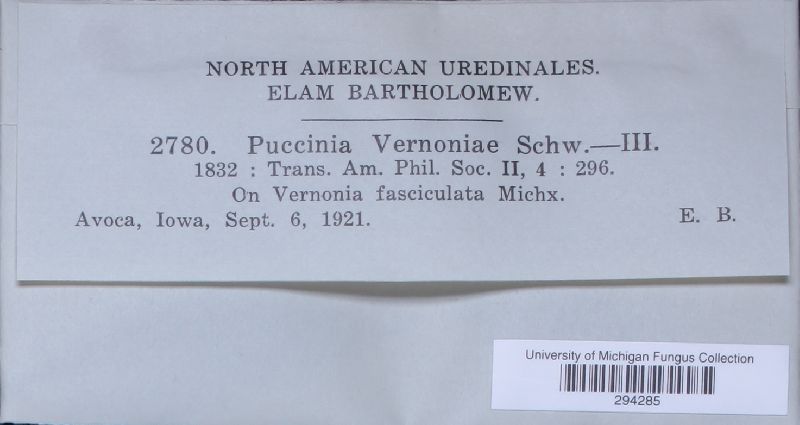 NORTH AMERICAN UREDINALES.
ELAM BARTHOLOMEW.
2780. Puccinia Vernoniae Schw.—III.
1832 : Trans. Am. Phil. Soc. II, 4 : 296.
On Vernonia fasciculata Michx.
Avoca, Iowa, Sept. 6, 1921. E. B.
University of Michigan Fungus Collection
294285